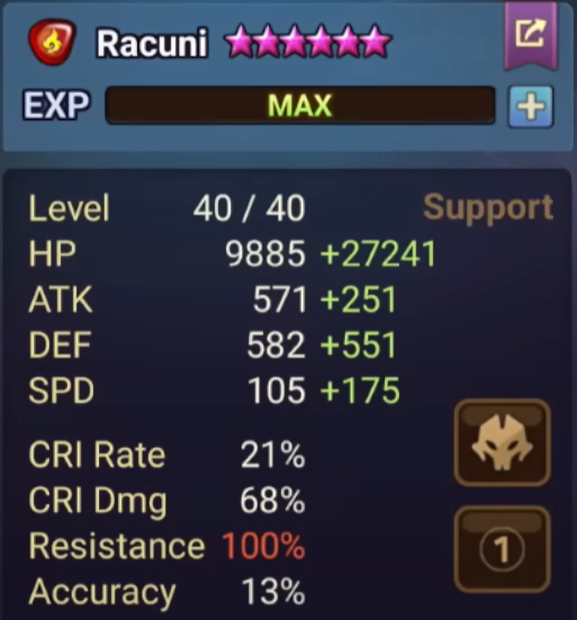 Racuni
EXP MAX
Level 40 / 40 Support
HP 9885 +27241
ATK 571 +251
DEF 582 +551
SPD 105 +175
CRI Rate 21%
CRI Dmg 68%
Resistance 100%
1
Accuracy 13%